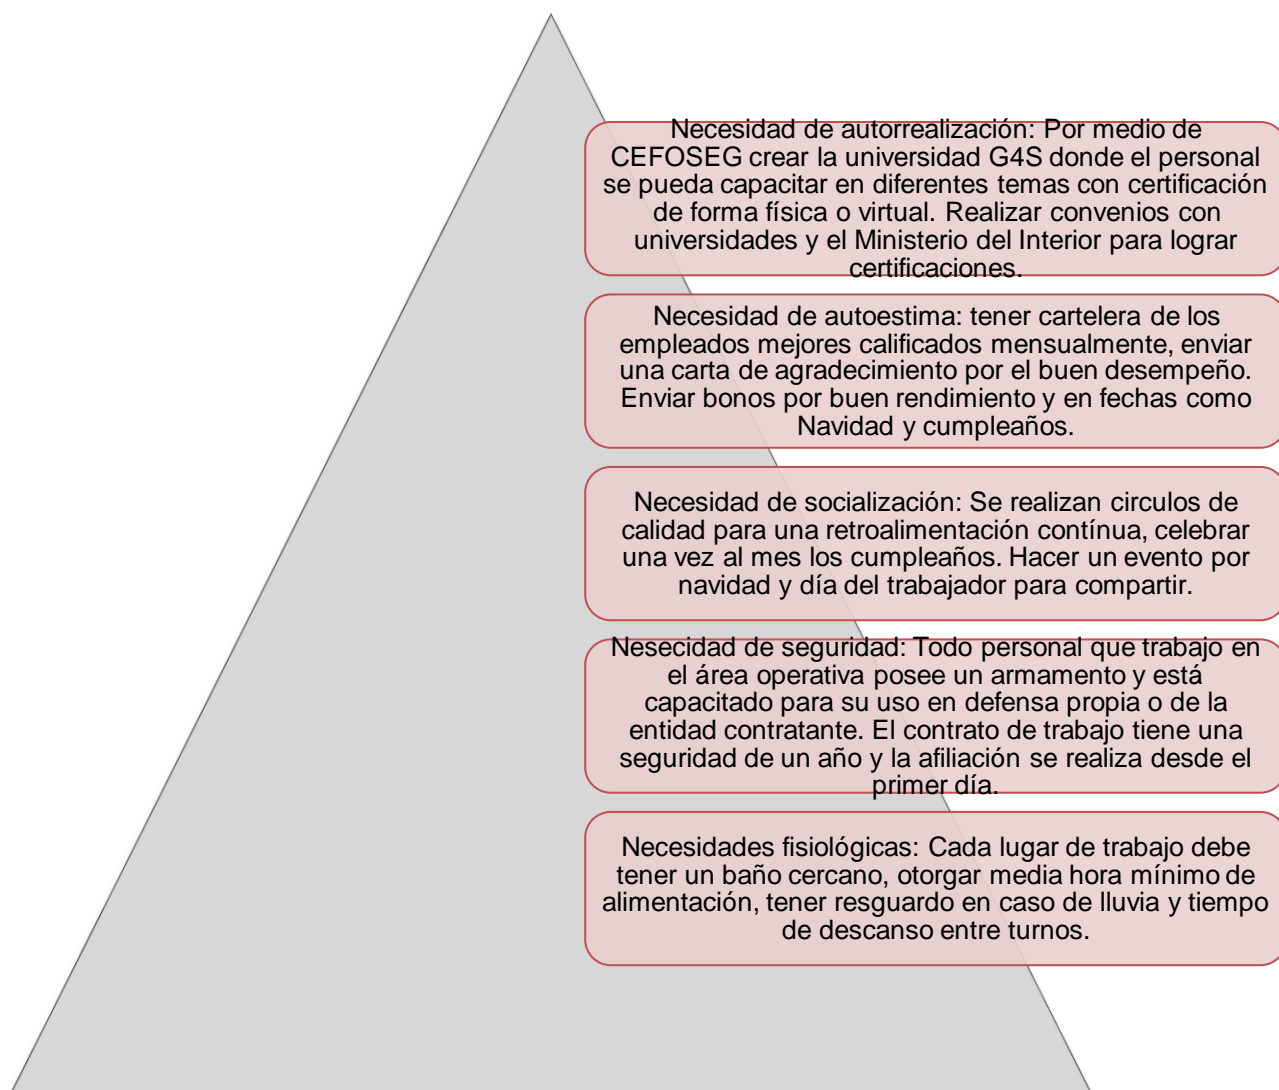 Necesidad de autorrealización: Por medio de
CEFOSEG crear la universidad G4S donde el personal
se pueda capacitar en diferentes temas con certificación
de forma física o virtual. Realizar convenios con
universidades y el Ministerio del Interior para lograr
certificaciones.
Necesidad de autoestima: tener cartelera de los
empleados mejores calificados mensualmente, enviar
una carta de agradecimiento por el buen desempeño.
Enviar bonos por buen rendimiento y en fechas como
Navidad y cumpleaños.
Necesidad de socialización: Se realizan circulos de
calidad para una retroalimentación contínua, celebrar
una vez al mes los cumpleaños. Hacer un evento por
navidad y día del trabajador para compartir.
Nesecidad de seguridad: Todo personal que trabajo en
el área operativa posee un armamento y está
capacitado para su uso en defensa propia o de la
entidad contratante. El contrato de trabajo tiene una
seguridad de un año y la afiliación se realiza desde el
primer día.
Necesidades fisiológicas: Cada lugar de trabajo debe
tener un baño cercano, otorgar media hora mínimo de
alimentación, tener resguardo en caso de lluvia y tiempo
de descanso entre turnos.